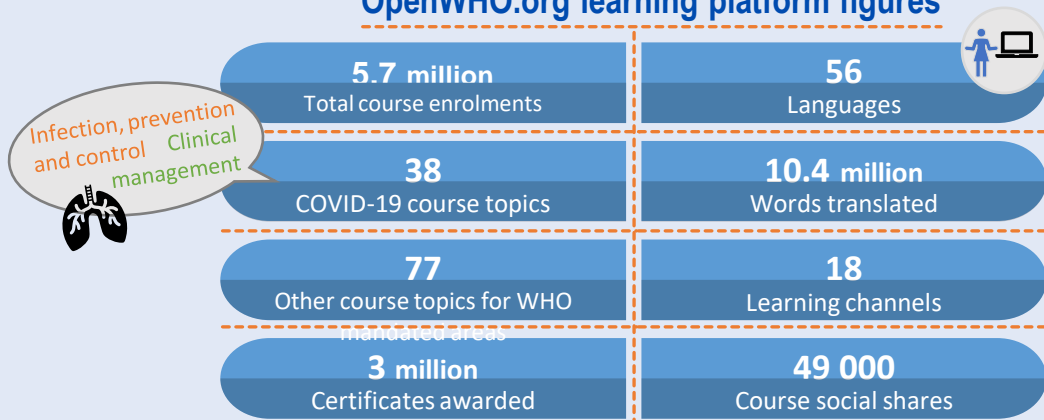 OpenWHO.org learning platform figures
5.7 million
Total course enrolments
56
Languages
Infection, prevention
and control Clinical
management
38
COVID-19 course topics
10.4 million
Words translated
77
Other course topics for WHO
mandated areas
18
Learning channels
3 million
Certificates awarded
49 000
Course social shares